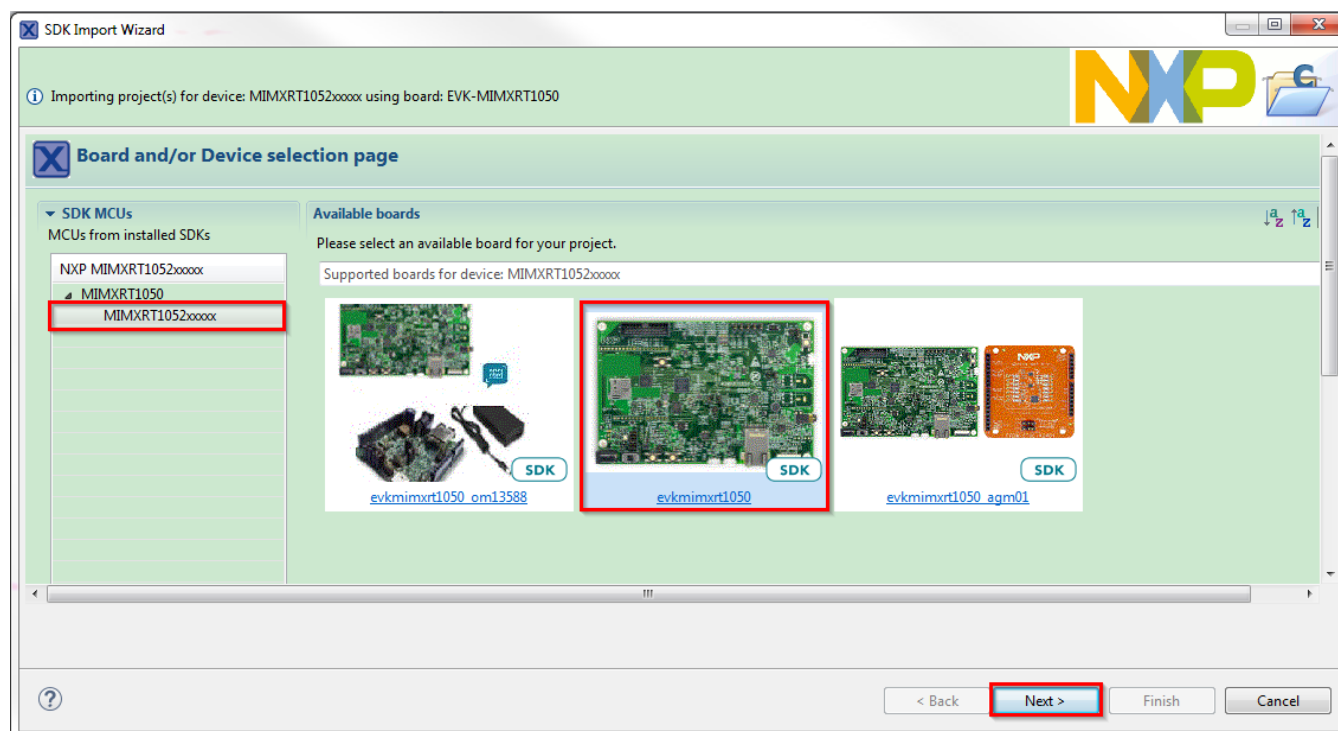 SDK Import Wizard
Importing project(s) for device: MIMXRT1052xxxxx using board: EVK-MIMXRT1050
NXP
C
Board and/or Device selection page
SDK MCUs
MCUs from installed SDKs
NXP MIMXRT1052xxxxx
MIMXRT1050
MIMXRT1052xxxxx
Available boards
Please select an available board for your project.
Supported boards for device: MIMXRT1052xxxxx
SDK
evkmimxrt1050_om13588
SDK
evkmimxrt1050
NXP
SDK
evkmimxrt1050_agm01
< Back
Next >
Finish
Cancel